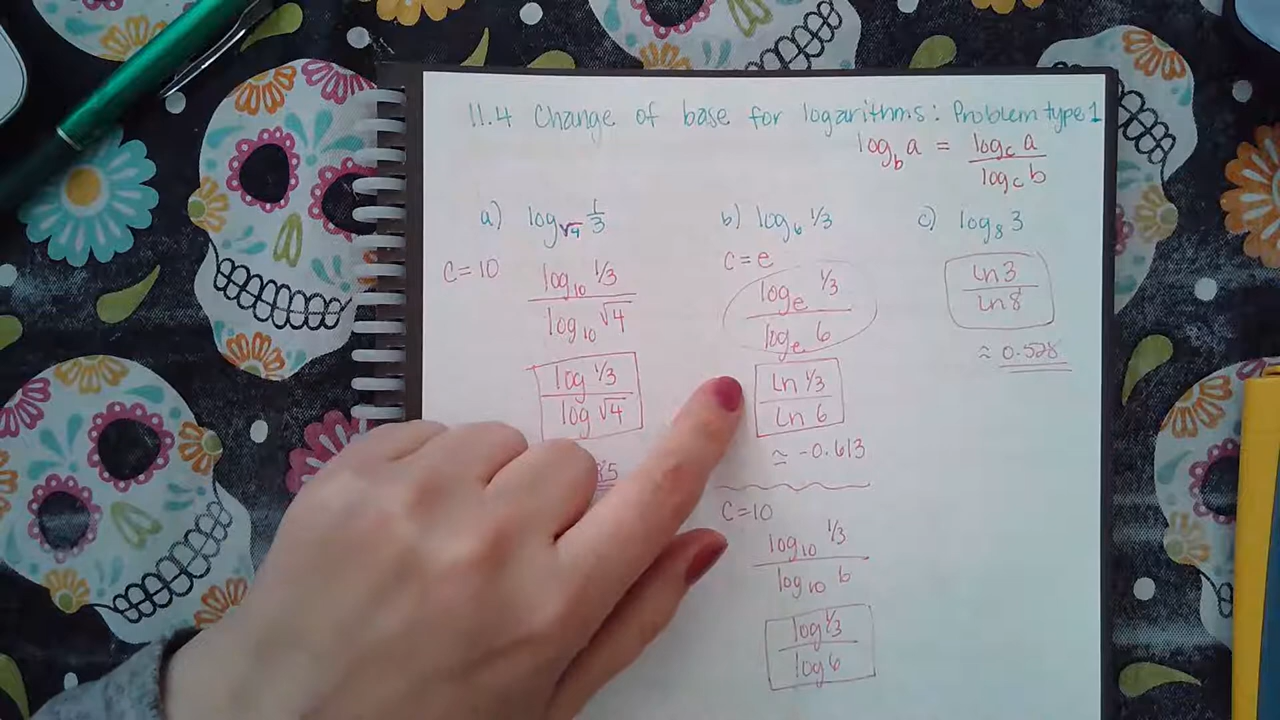 11.4 Change of base for logarithms: Problem type 1
log_b a = log_c a / log_c b
a) log_√4 1/3
c=10
log_10 1/3
log_10 √4
log 1/3
log √4
85
b) log_6 1/3
c=e
log_e 1/3
log_e 6
ln 1/3
ln 6
≈ -0.613
c=10
log_10 1/3
log_10 6
log 1/3
log 6
c) log_8 3
ln 3
ln 8
≈ 0.528